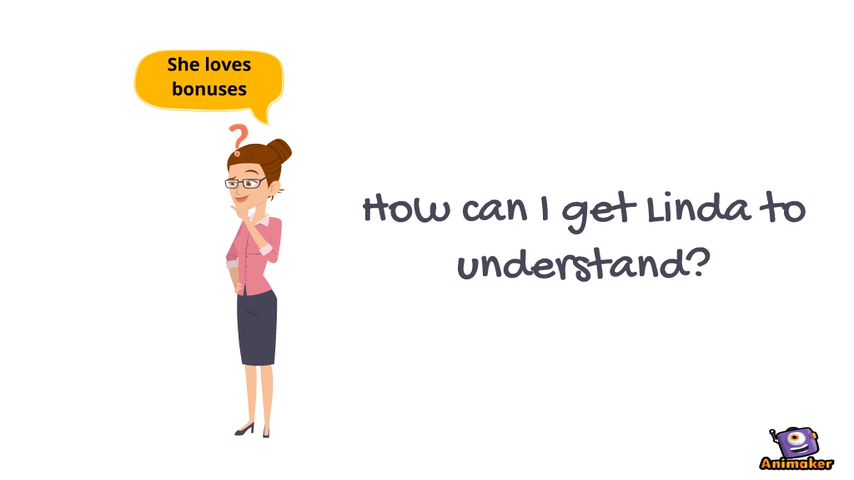 She loves
bonuses
?
How can I get Linda to
understand?
Animaker